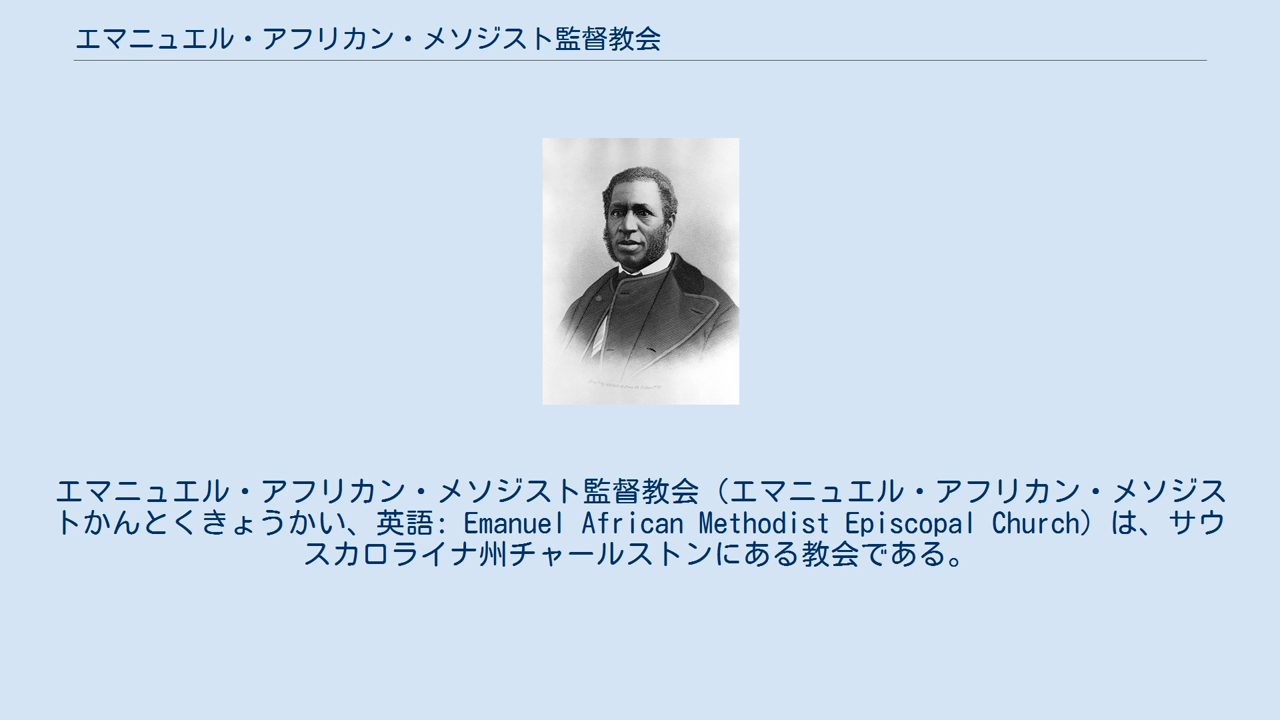 エマニュエル・アフリカン・メソジスト監督教会
エマニュエル・アフリカン・メソジスト監督教会（エマニュエル・アフリカン・メソジス
トかんとくきょうかい、英語: Emanuel African Methodist Episcopal Church）は、サウ
スカロライナ州チャールストンにある教会である。